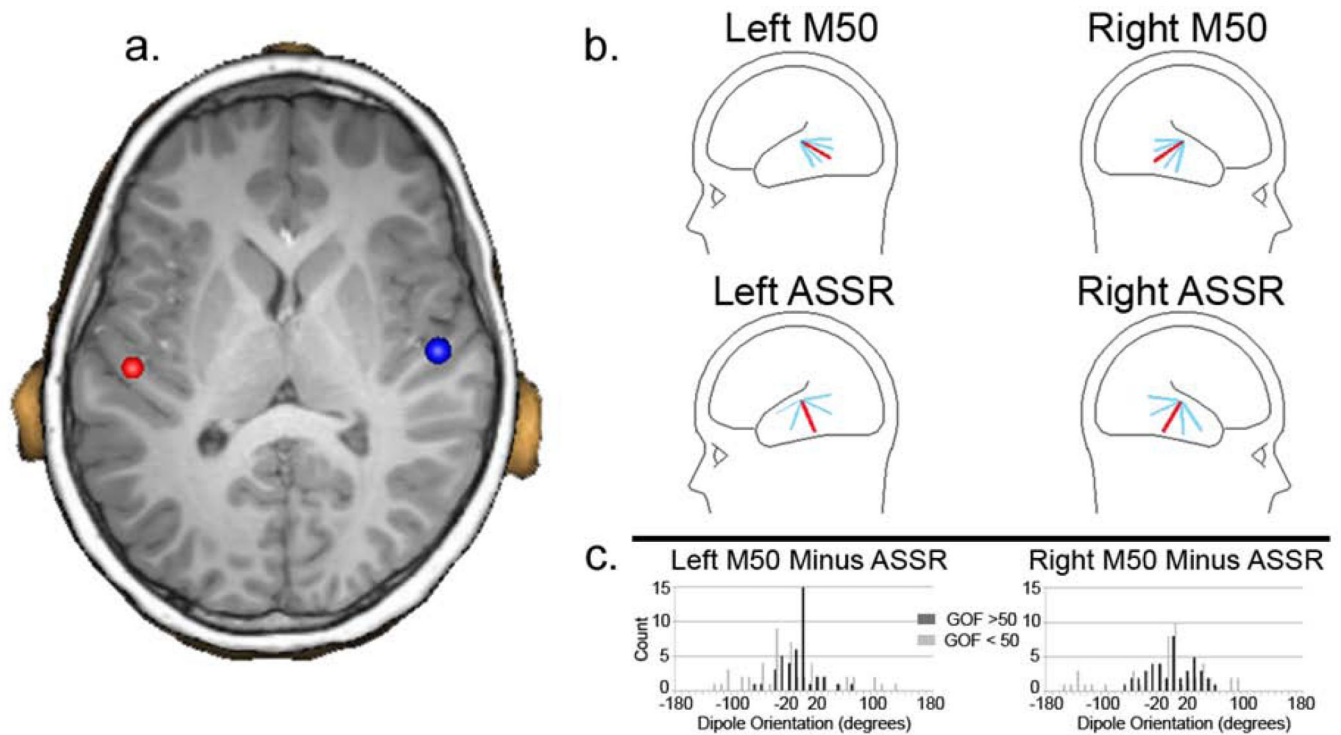 a.
b.
Left M50
Right M50
Left ASSR
Right ASSR
c.
Left M50 Minus ASSR
Right M50 Minus ASSR
15
10
5
0
Count
-180 -100 -20 20 100 180
Dipole Orientation (degrees)
GOF >50
GOF < 50
15
10
5
0
-180 -100 -20 20 100 180
Dipole Orientation (degrees)